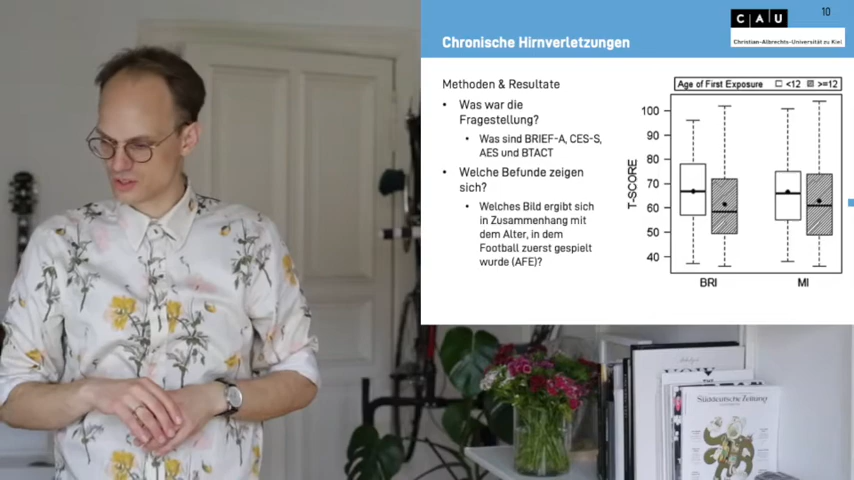 10
C A U
Christian-Albrechts-Universität zu Kiel
Chronische Hirnverletzungen
Methoden & Resultate
• Was war die
Fragestellung?
• Was sind BRIEF-A, CES-S,
AES und BTACT
• Welche Befunde zeigen
sich?
• Welches Bild ergibt sich
in Zusammenhang mit
dem Alter, in dem
Football zuerst gespielt
wurde (AFE)?
Age of First Exposure <12 >=12
T-SCORE
100
90
80
70
60
50
40
BRI MI
Süddeutsche Zeitung